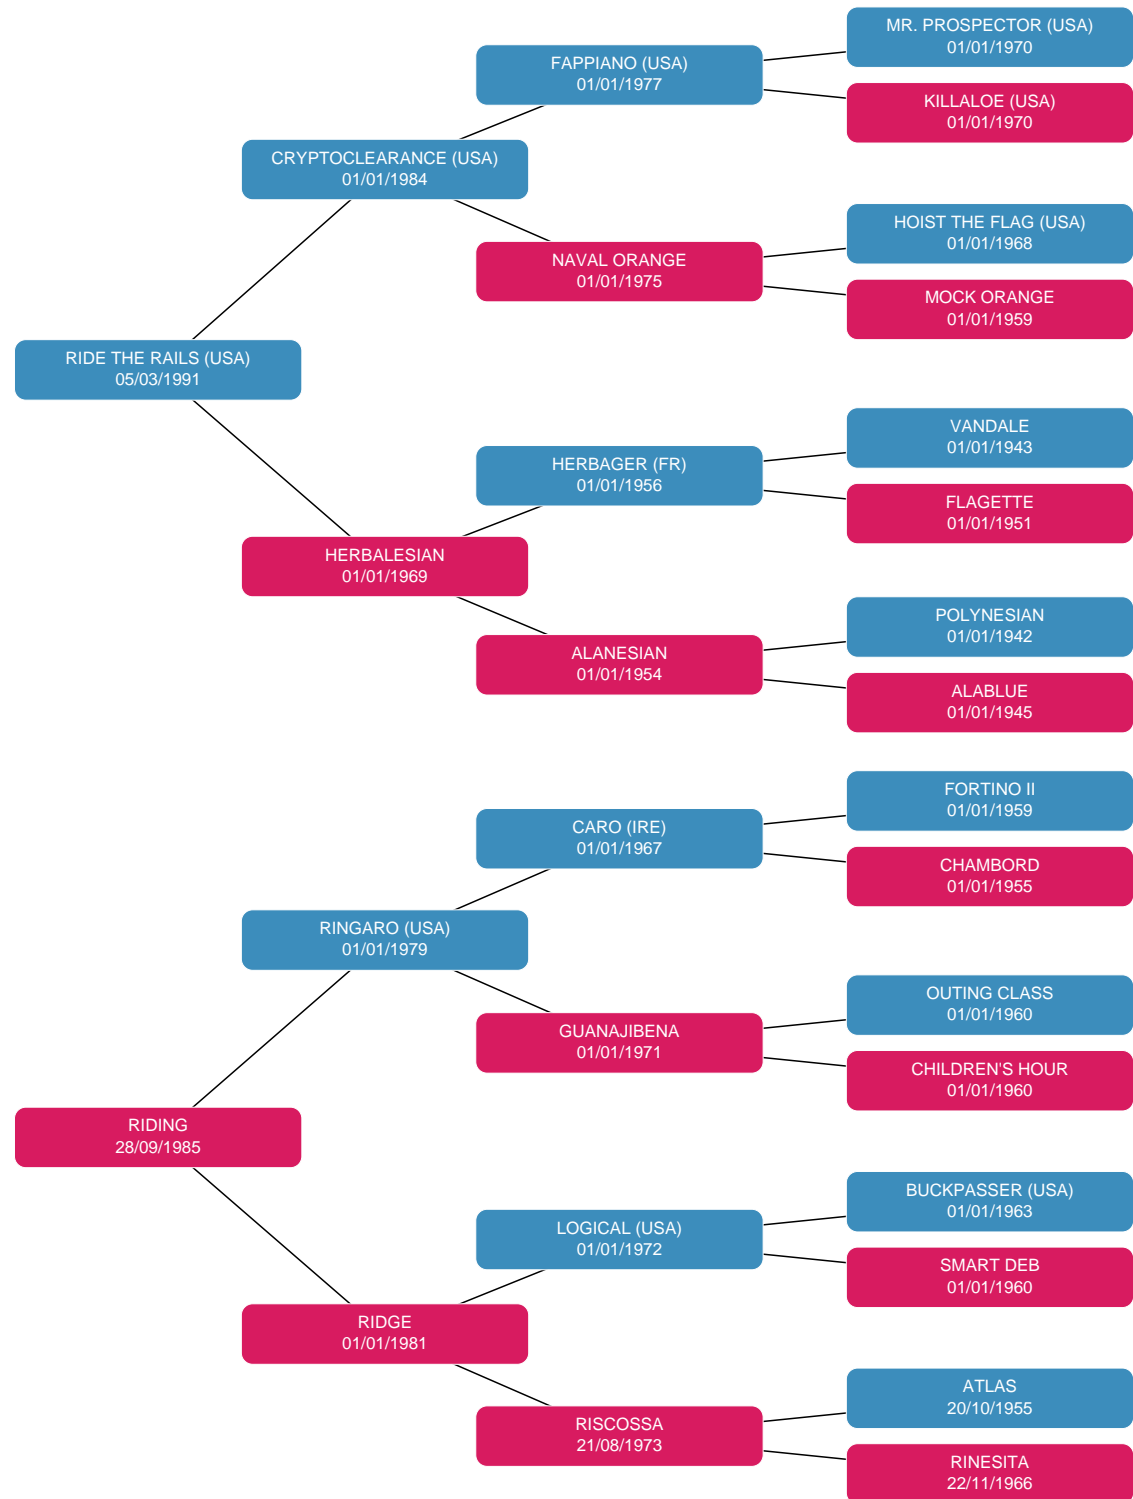 MR. PROSPECTOR (USA)
01/01/1970
FAPPIANO (USA)
01/01/1977
KILLALOE (USA)
01/01/1970
CRYPTOCLEARANCE (USA)
01/01/1984
HOIST THE FLAG (USA)
01/01/1968
NAVAL ORANGE
01/01/1975
MOCK ORANGE
01/01/1959
RIDE THE RAILS (USA)
05/03/1991
VANDALE
01/01/1943
HERBAGER (FR)
01/01/1956
FLAGETTE
01/01/1951
HERBALESIAN
01/01/1969
POLYNESIAN
01/01/1942
ALANESIAN
01/01/1954
ALABLUE
01/01/1945
FORTINO II
01/01/1959
CARO (IRE)
01/01/1967
CHAMBORD
01/01/1955
RINGARO (USA)
01/01/1979
OUTING CLASS
01/01/1960
GUANAJIBENA
01/01/1971
CHILDREN'S HOUR
01/01/1960
RIDING
28/09/1985
BUCKPASSER (USA)
01/01/1963
LOGICAL (USA)
01/01/1972
SMART DEB
01/01/1960
RIDGE
01/01/1981
ATLAS
20/10/1955
RISCOSSA
21/08/1973
RINESITA
22/11/1966